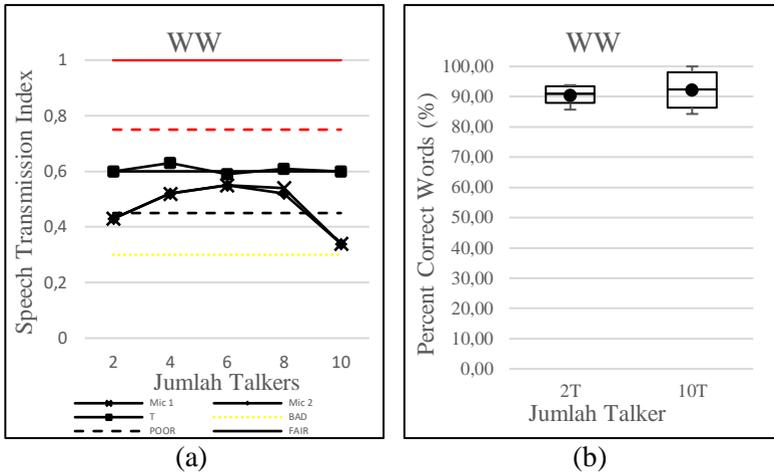 WW
Speech Transmission Index
1
0,8
0,6
0,4
0,2
0
2 4 6 8 10
Jumlah Talkers
Mic 1 Mic 2
T BAD
POOR FAIR
(a)
WW
Percent Correct Words (%)
100,00
90,00
80,00
70,00
60,00
50,00
40,00
30,00
20,00
10,00
0,00
2T 10T
Jumlah Talker
(b)